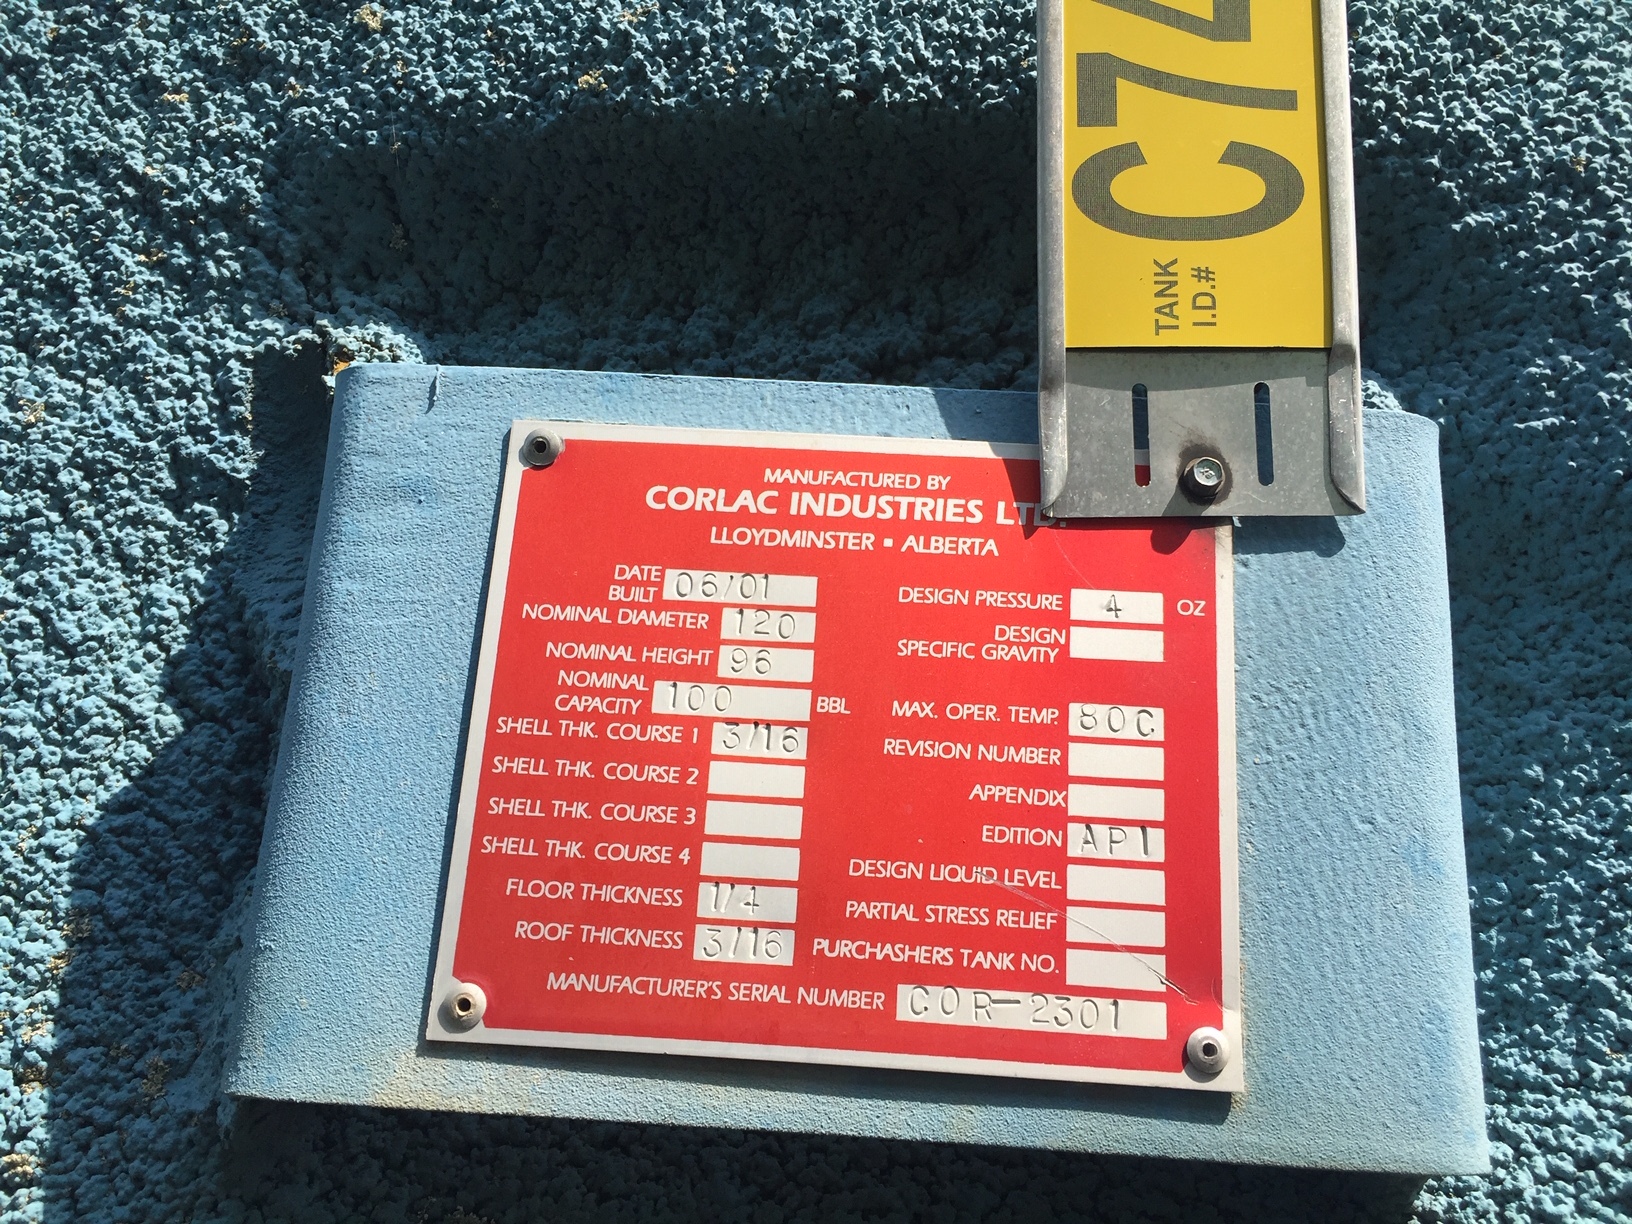 C74
TANK
I.D.#
MANUFACTURED BY
CORLAC INDUSTRIES LTD.
LLOYDMINSTER ▪ ALBERTA
DATE BUILT 06/01
NOMINAL DIAMETER 120
NOMINAL HEIGHT 96
NOMINAL CAPACITY 100 BBL
SHELL THK. COURSE 1 3/16
SHELL THK. COURSE 2
SHELL THK. COURSE 3
SHELL THK. COURSE 4
FLOOR THICKNESS 1/4
ROOF THICKNESS 3/16
DESIGN PRESSURE 4 OZ
DESIGN SPECIFIC GRAVITY
MAX. OPER. TEMP. 80C
REVISION NUMBER
APPENDIX
EDITION API
DESIGN LIQUID LEVEL
PARTIAL STRESS RELIEF
PURCHASHERS TANK NO.
MANUFACTURER'S SERIAL NUMBER COR-2301